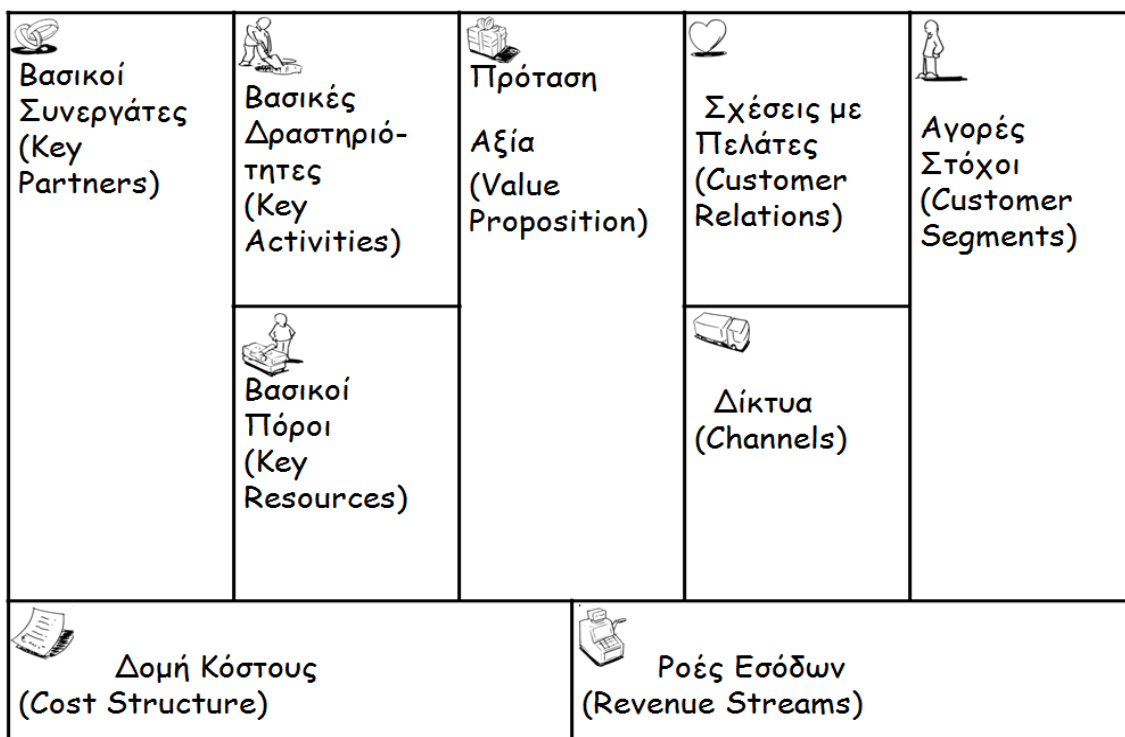 Βασικοί
Συνεργάτες
(Key
Partners)
Βασικές
Δραστηριό-
τητες
(Key
Activities)
Βασικοί
Πόροι
(Key
Resources)
Πρόταση
Αξία
(Value
Proposition)
Σχέσεις με
Πελάτες
(Customer
Relations)
Δίκτυα
(Channels)
Αγορές
Στόχοι
(Customer
Segments)
Δομή Κόστους
(Cost Structure)
Ροές Εσόδων
(Revenue Streams)